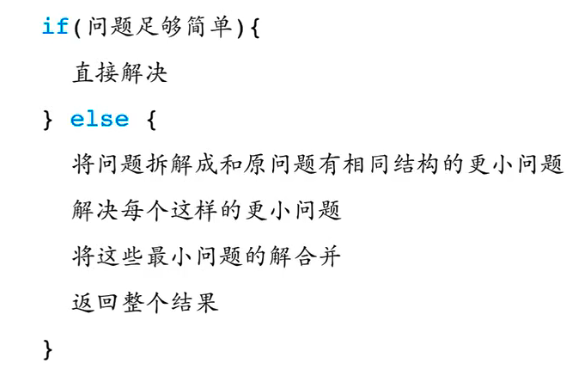 if(问题足够简单){
直接解决
} else {
将问题拆解成和原问题有相同结构的更小问题
解决每个这样的更小问题
将这些最小问题的解合并
返回整个结果
}